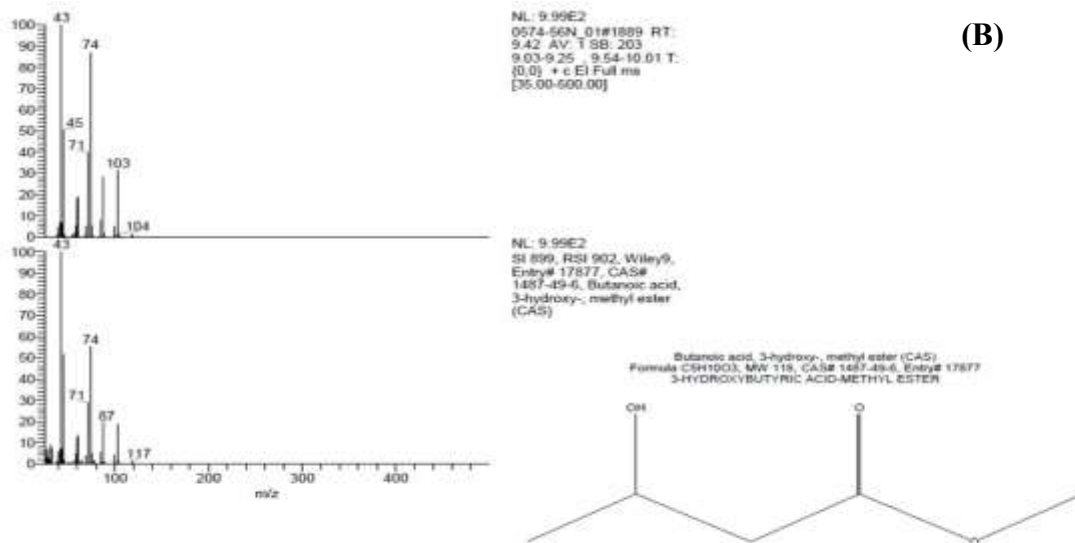 (B)
NL: 9.99E2
0574-56N_01#1889 RT:
9.42 AV: 1 SB: 203
9.03-9.25 , 9.54-10.01 T:
{0,0} + c EI Full ms
[35.00-500.00]
100
90
80
70
60
50
40
30
20
10
0
43
74
45
71
103
104
NL: 9.99E2
SI 899, RSI 902, Wiley9,
Entry# 17877, CAS#
1487-49-6, Butanoic acid,
3-hydroxy-, methyl ester
(CAS)
100
90
80
70
60
50
40
30
20
10
0
43
74
71
87
117
100
200
300
400
m/z
Butanoic acid, 3-hydroxy-, methyl ester (CAS)
Formula C5H10O3, MW 118, CAS# 1487-49-6, Entry# 17877
3-HYDROXYBUTYRIC ACID-METHYL ESTER
OH
O
O